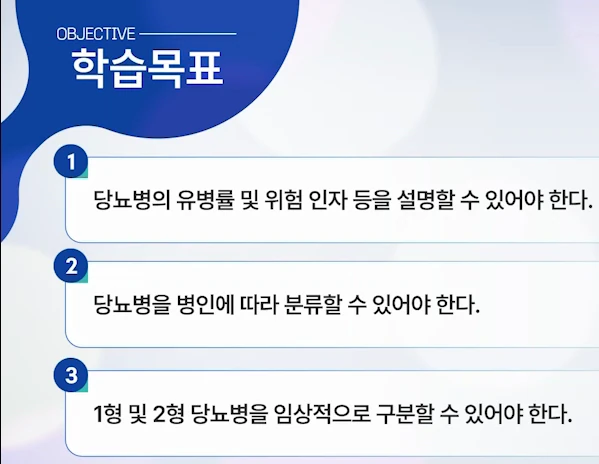 OBJECTIVE
학습목표
1
당뇨병의 유병률 및 위험 인자 등을 설명할 수 있어야 한다.
2
당뇨병을 병인에 따라 분류할 수 있어야 한다.
3
1형 및 2형 당뇨병을 임상적으로 구분할 수 있어야 한다.